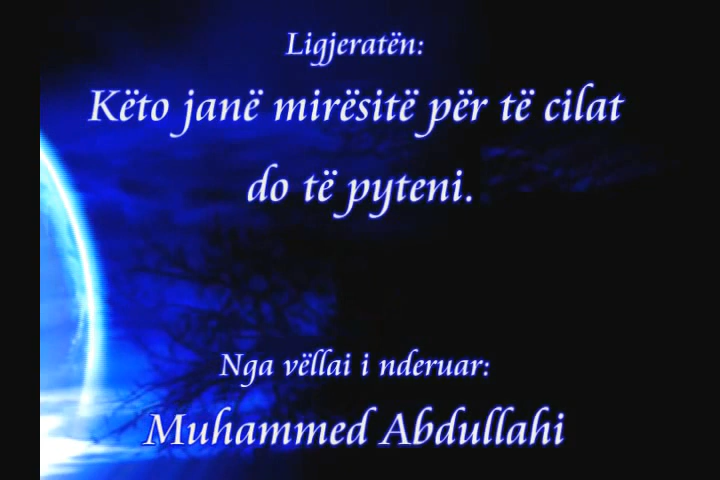 Ligjeratën:
Këto janë mirësitë për të cilat
do të pyteni.
Nga vëllai i nderuar:
Muhammed Abdullahi